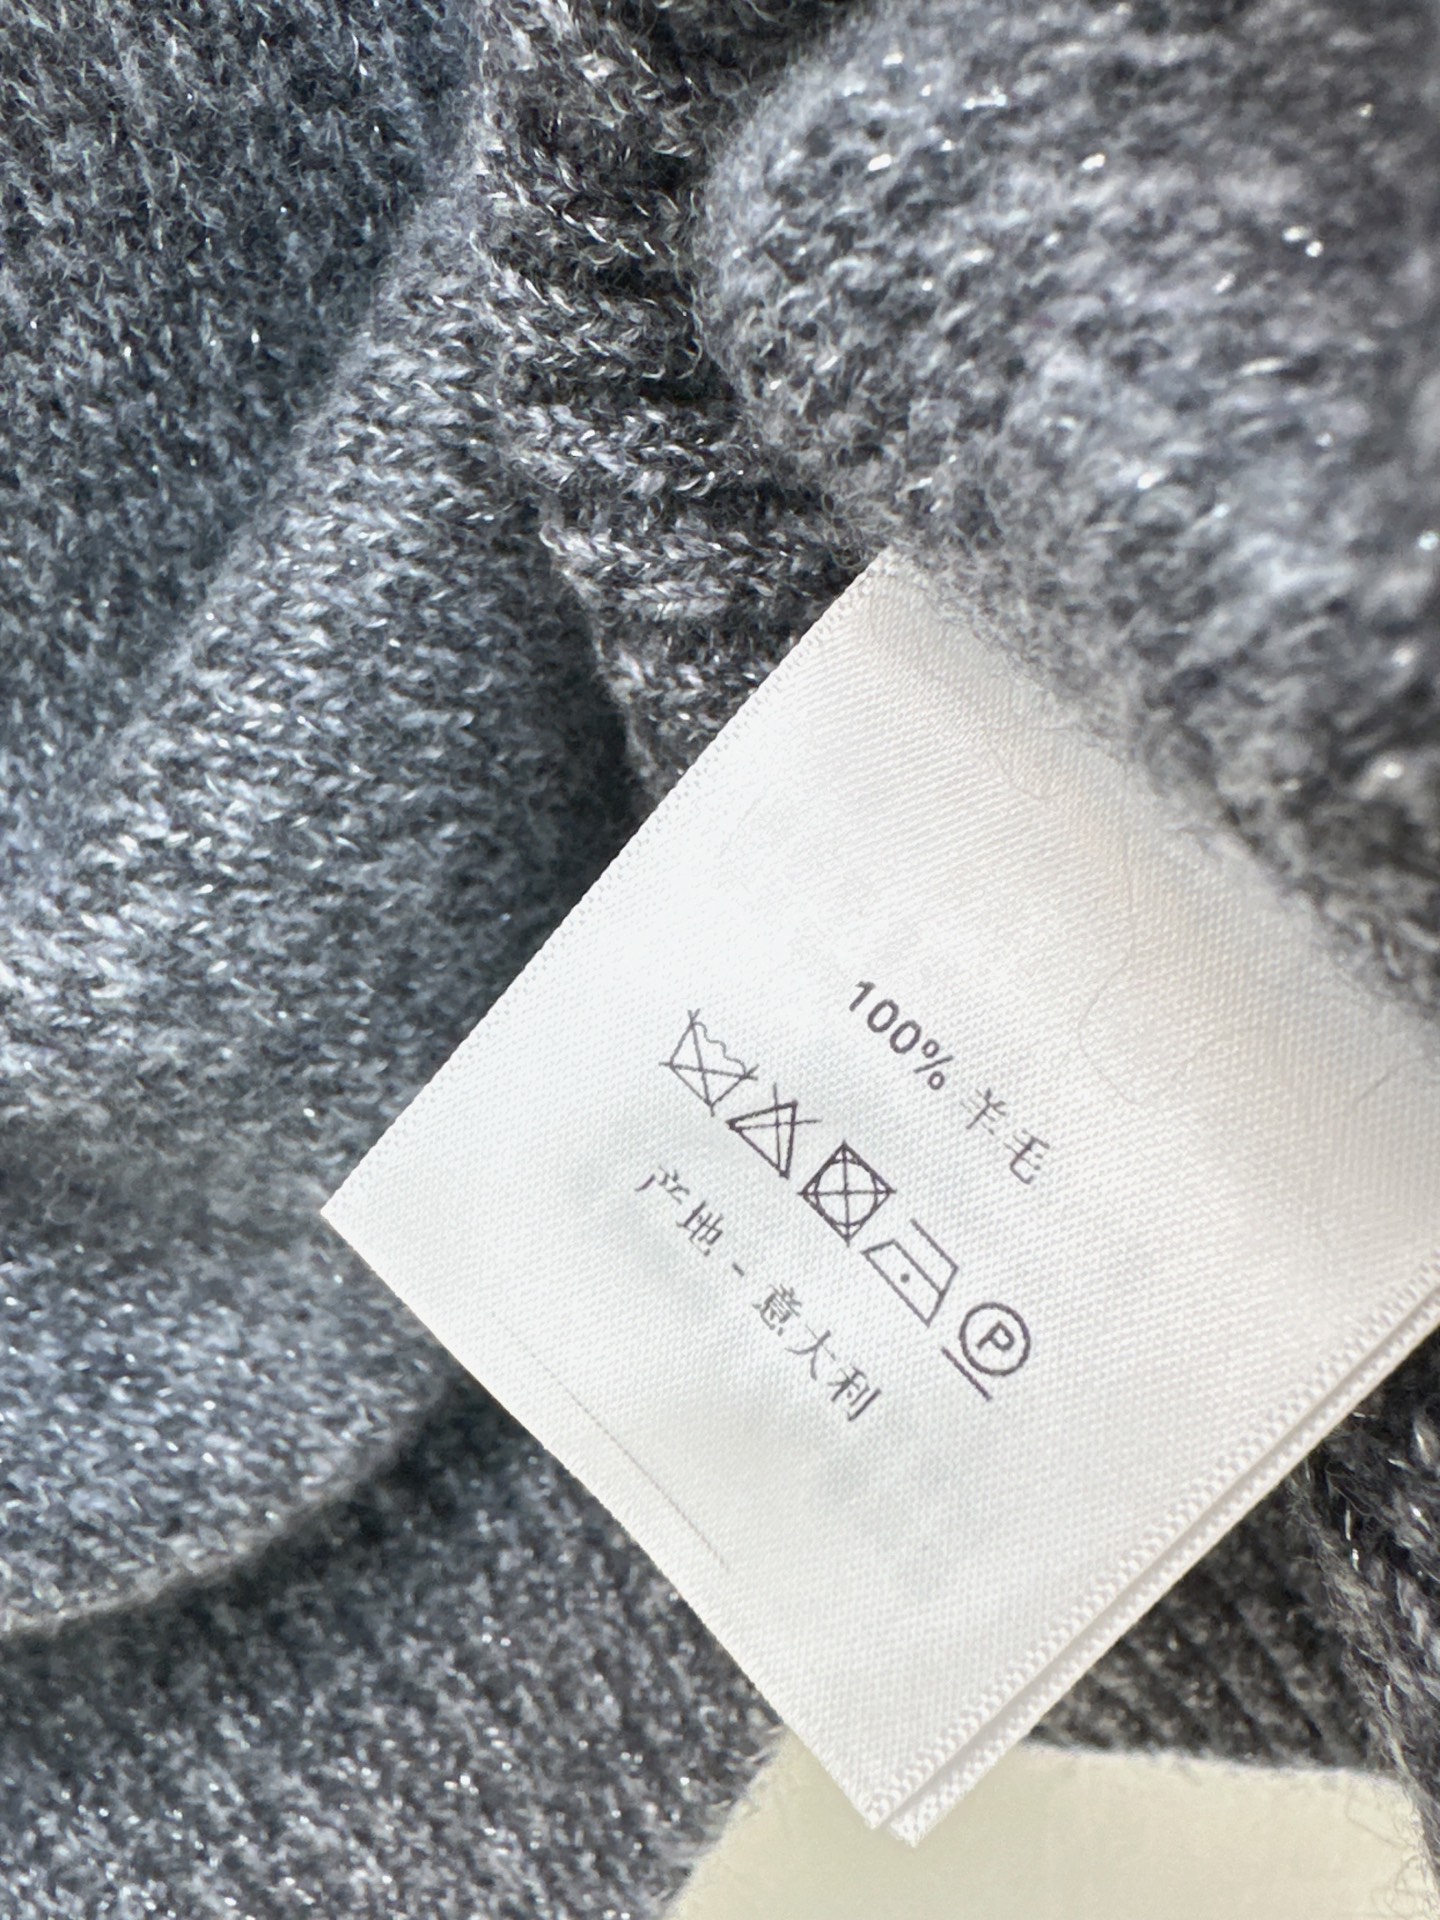 100% 羊毛
P
产地 - 意大利